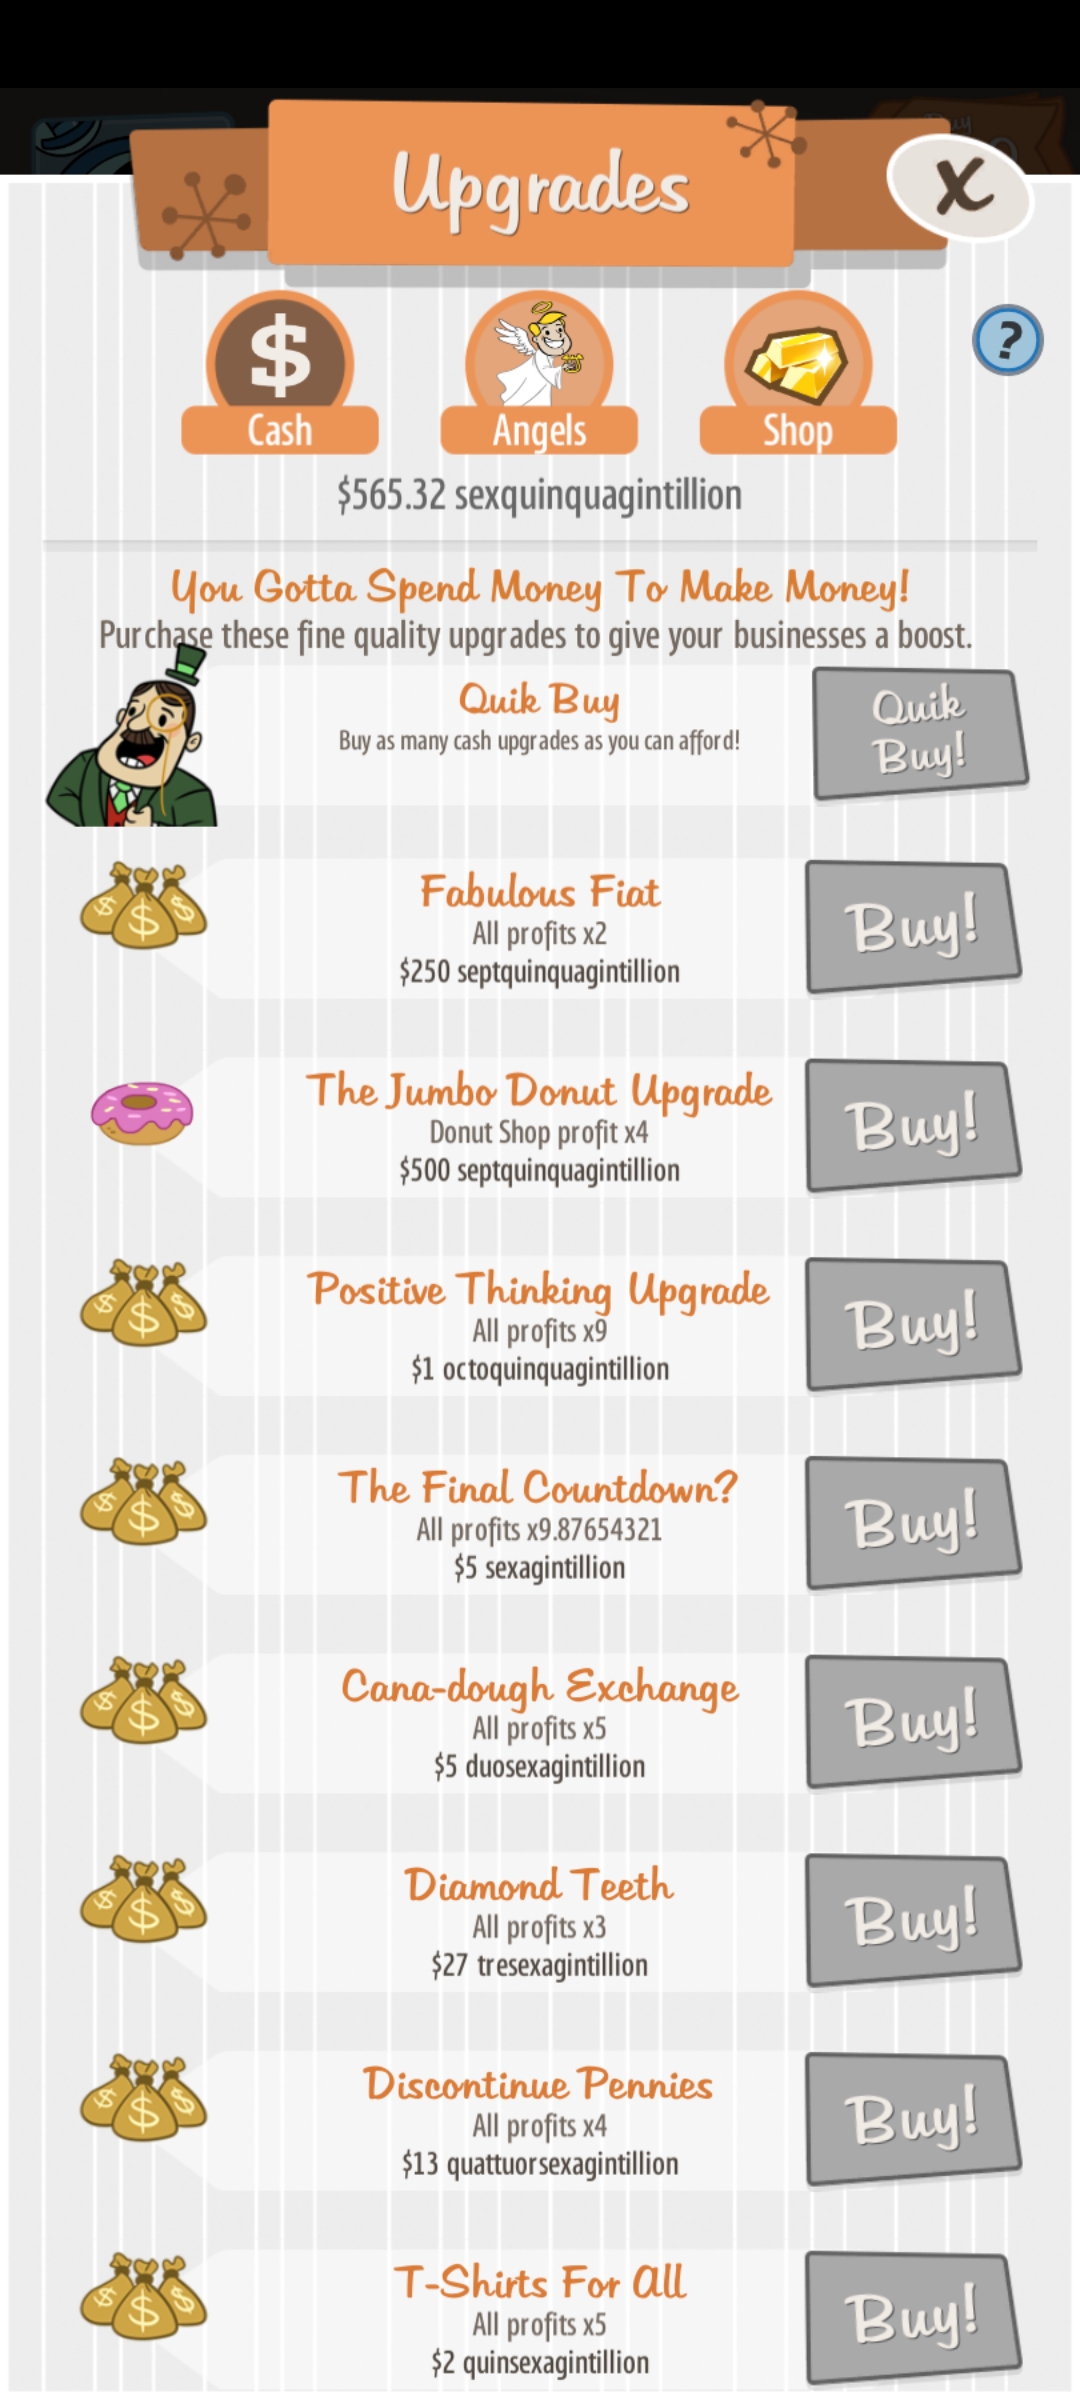 Upgrades
X
Cash
Angels
Shop
?
$565.32 sexquinquagintillion
You Gotta Spend Money To Make Money!
Purchase these fine quality upgrades to give your businesses a boost.
Quik Buy
Buy as many cash upgrades as you can afford!
Quik
Buy!
Fabulous Fiat
All profits x2
$250 septquinquagintillion
Buy!
The Jumbo Donut Upgrade
Donut Shop profit x4
$500 septquinquagintillion
Buy!
Positive Thinking Upgrade
All profits x9
$1 octoquinquagintillion
Buy!
The Final Countdown?
All profits x9.87654321
$5 sexagintillion
Buy!
Cana-dough Exchange
All profits x5
$5 duosexagintillion
Buy!
Diamond Teeth
All profits x3
$27 tresexagintillion
Buy!
Discontinue Pennies
All profits x4
$13 quattuorsexagintillion
Buy!
T-Shirts For All
All profits x5
$2 quinsexagintillion
Buy!